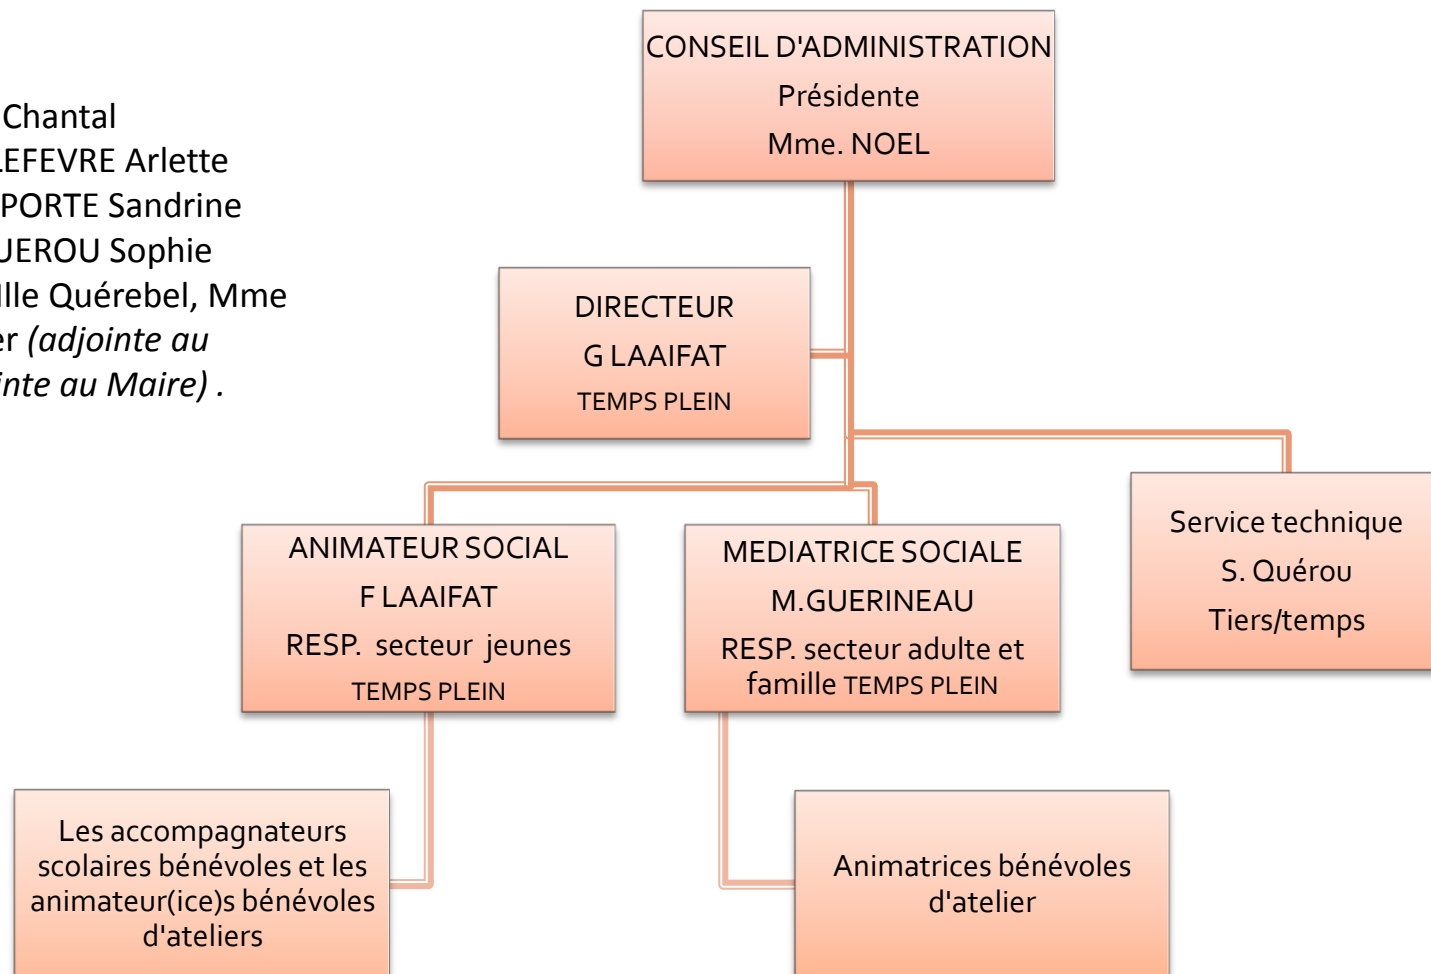 CONSEIL D'ADMINISTRATION
Présidente
Mme. NOEL
Chantal
LEFEVRE Arlette
PORTE Sandrine
UEROU Sophie
lle Quérebel, Mme
er (adjointe au
inte au Maire) .
DIRECTEUR
G LAAIFAT
TEMPS PLEIN
ANIMATEUR SOCIAL
F LAAIFAT
RESP. secteur jeunes
TEMPS PLEIN
MEDIATRICE SOCIALE
M.GUERINEAU
RESP. secteur adulte et
famille TEMPS PLEIN
Service technique
S. Quérou
Tiers/temps
Les accompagnateurs
scolaires bénévoles et les
animateur(ice)s bénévoles
d'ateliers
Animatrices bénévoles
d'atelier